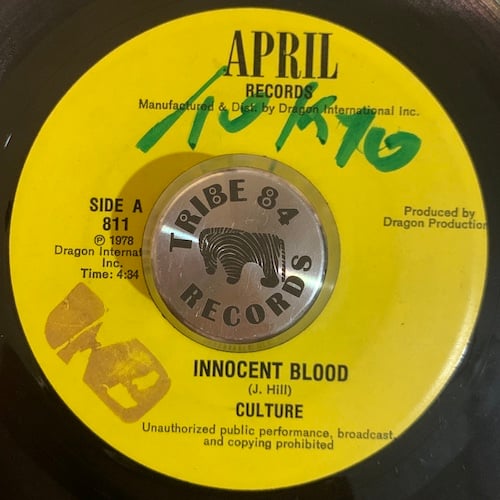 APRIL
RECORDS
Manufactured & Dist. by Dragon International Inc.
SIDE A
811
℗ 1978
Dragon Internat
Inc.
Time: 4:34
Produced by
Dragon Production
TRIBE 84
RECORDS
INNOCENT BLOOD
(J. Hill)
CULTURE
Unauthorized public performance, broadcast,
and copying prohibited